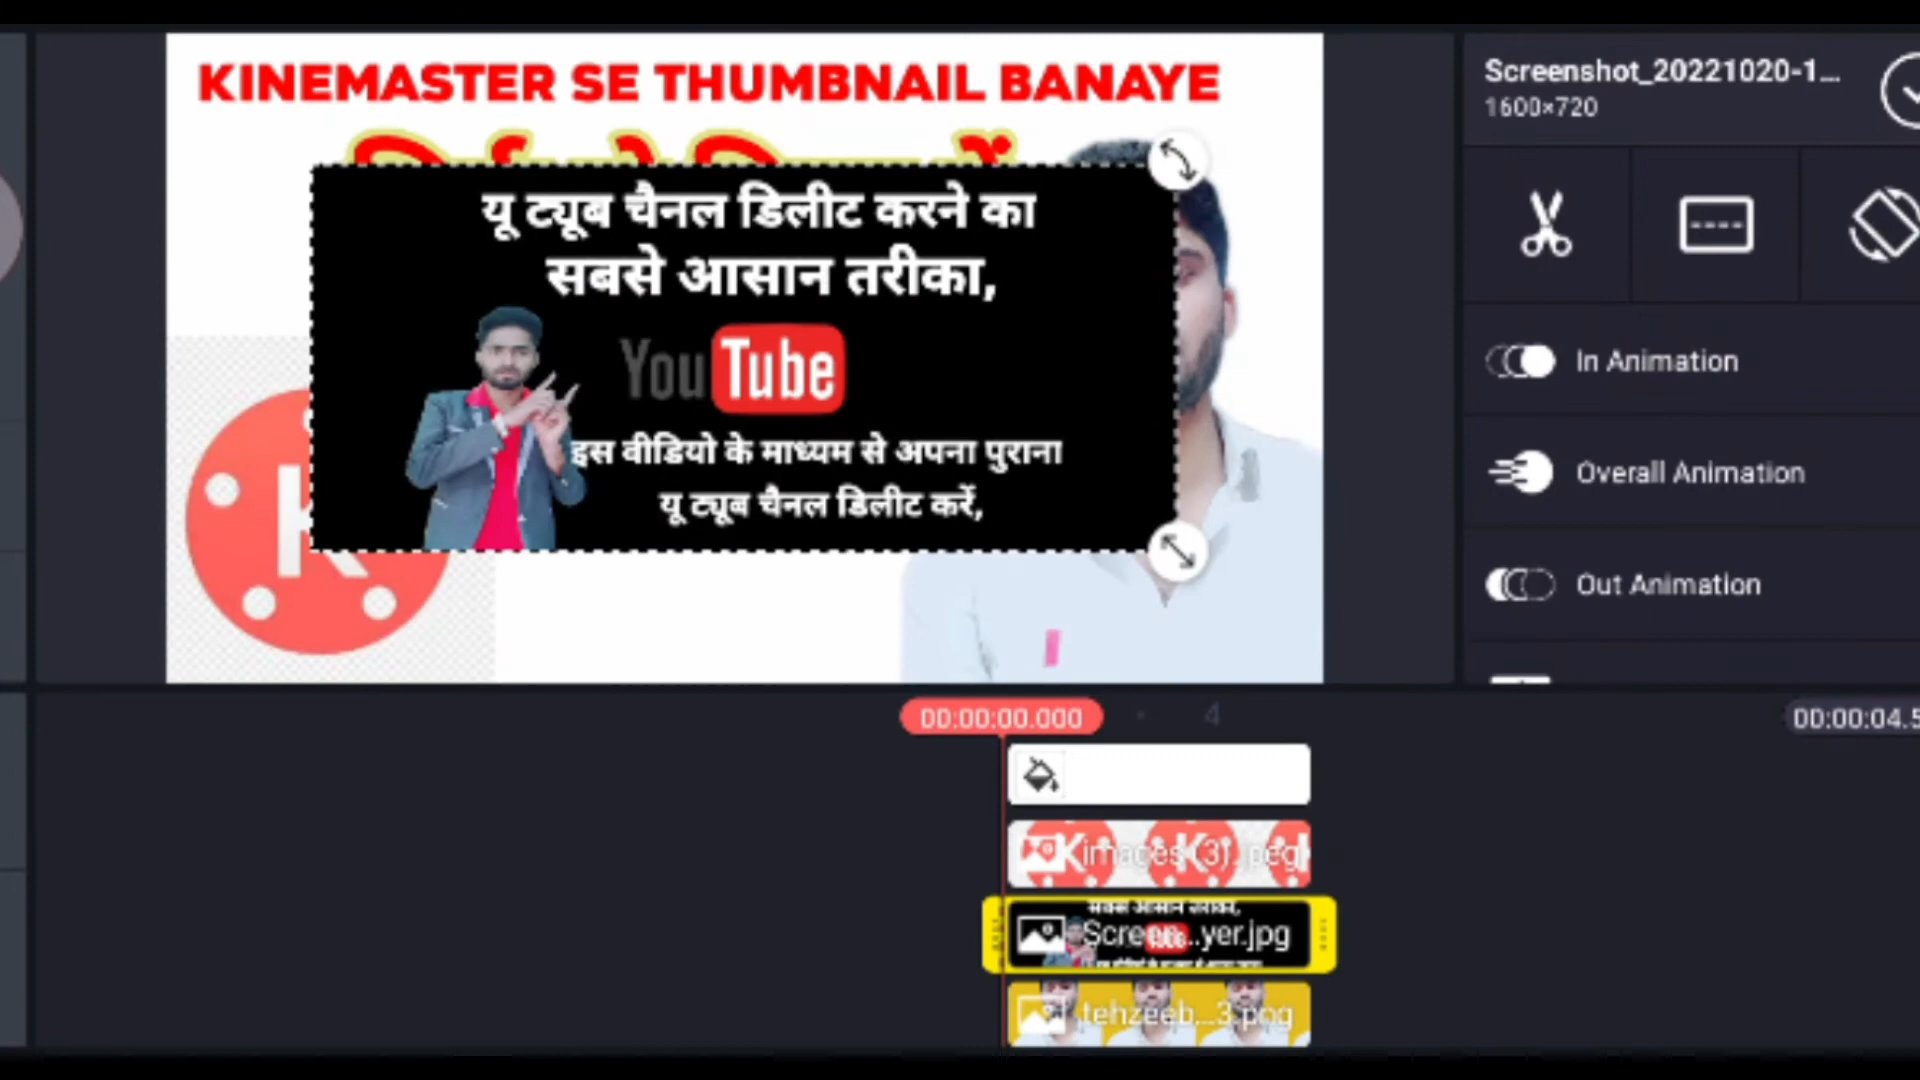 KINEMASTER SE THUMBNAIL BANAYE
यू ट्यूब चैनल डिलीट करने का
सबसे आसान तरीका,
YouTube
इस वीडियो के माध्यम से अपना पुराना
यू ट्यूब चैनल डिलीट करें,
K
Screenshot_20221020-1...
1600×720
In Animation
Overall Animation
Out Animation
00:00:00.000
4
00:00:04.5
images (3).jpeg
Screen...yer.jpg
tehzeeb...3.png